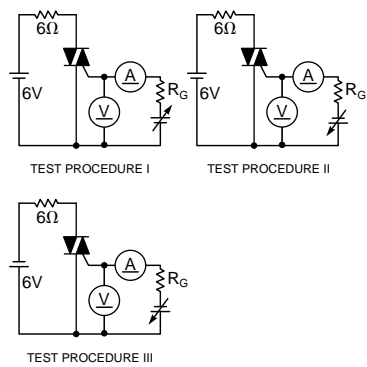 6Ω
A
RG
V
6V
TEST PROCEDURE I
6Ω
A
RG
V
6V
TEST PROCEDURE II
6Ω
A
RG
V
6V
TEST PROCEDURE III